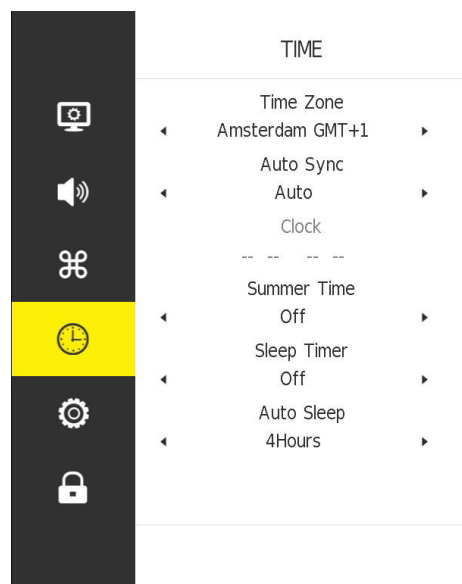 TIME
Time Zone
Amsterdam GMT+1
Auto Sync
Auto
Clock
-- -- -- --
Summer Time
Off
Sleep Timer
Off
Auto Sleep
4Hours